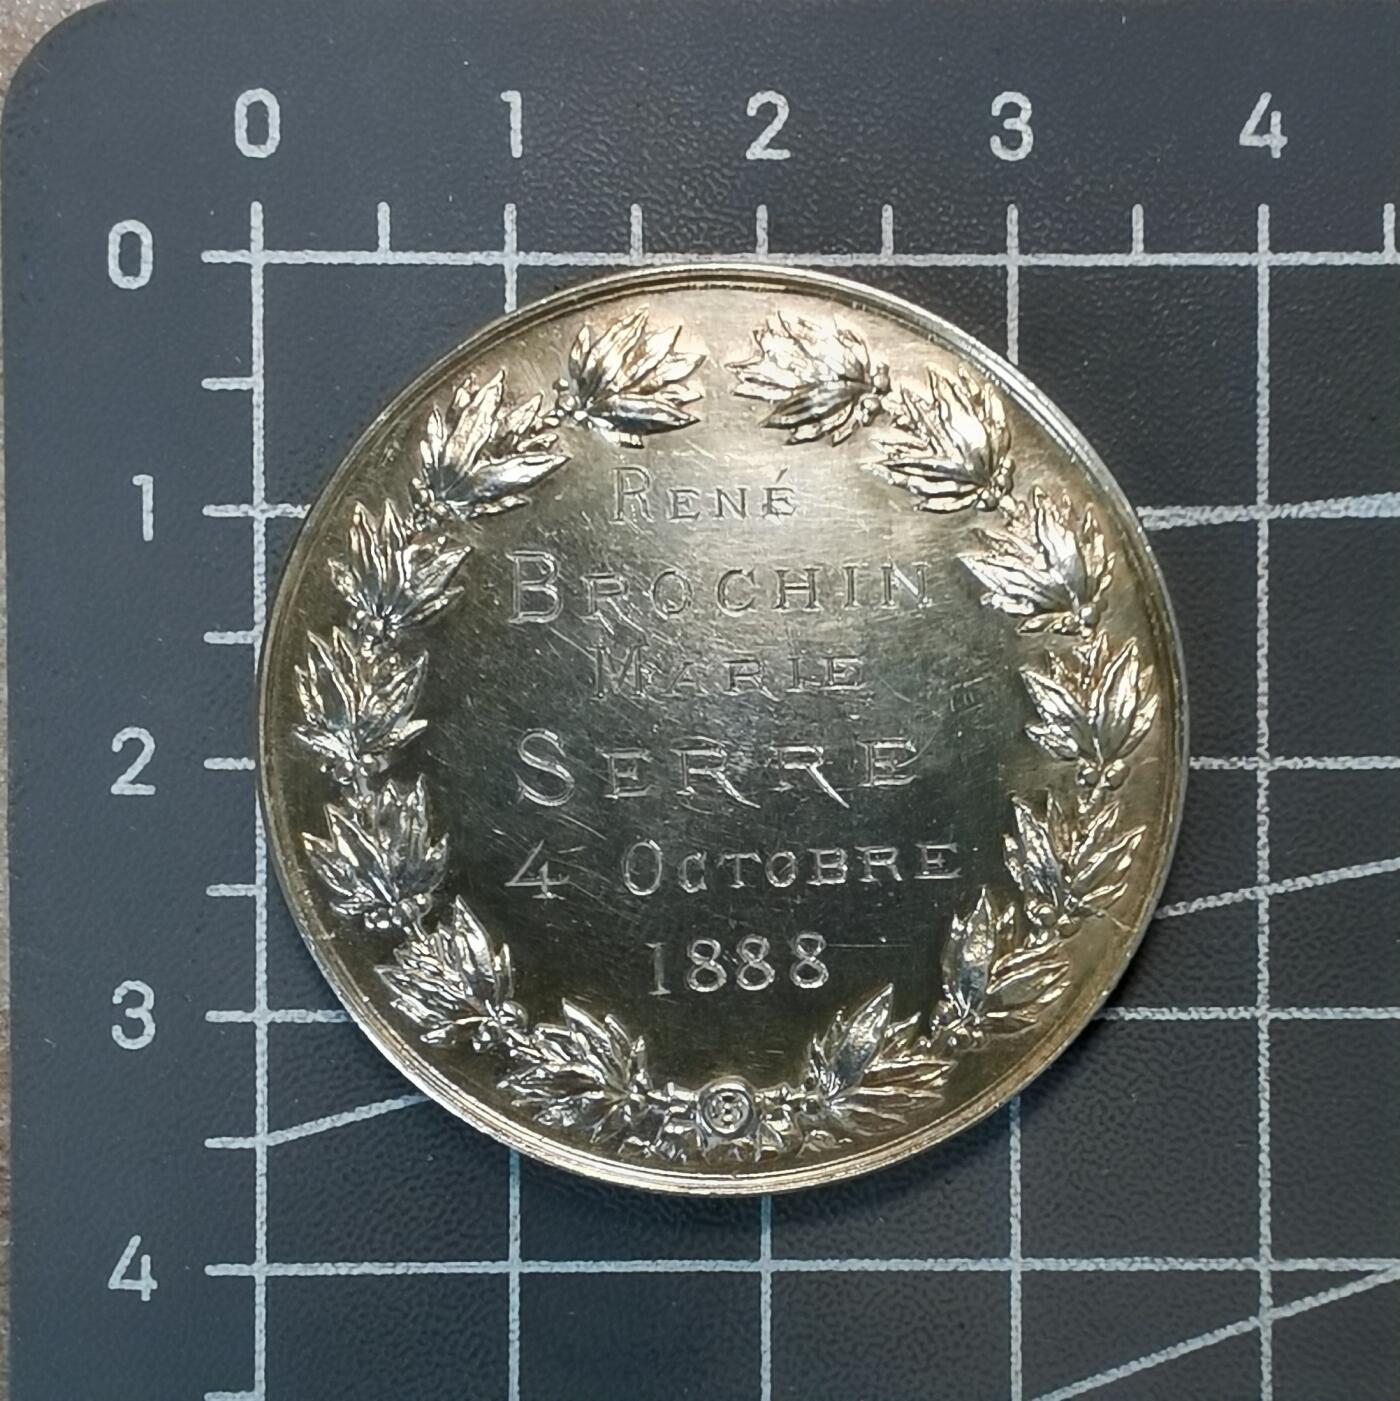 0 1 2 3 4
0
1
2
3
4
RENÉ
BROCHIN
MARIE
SERRE
4 OCTOBRE
1888